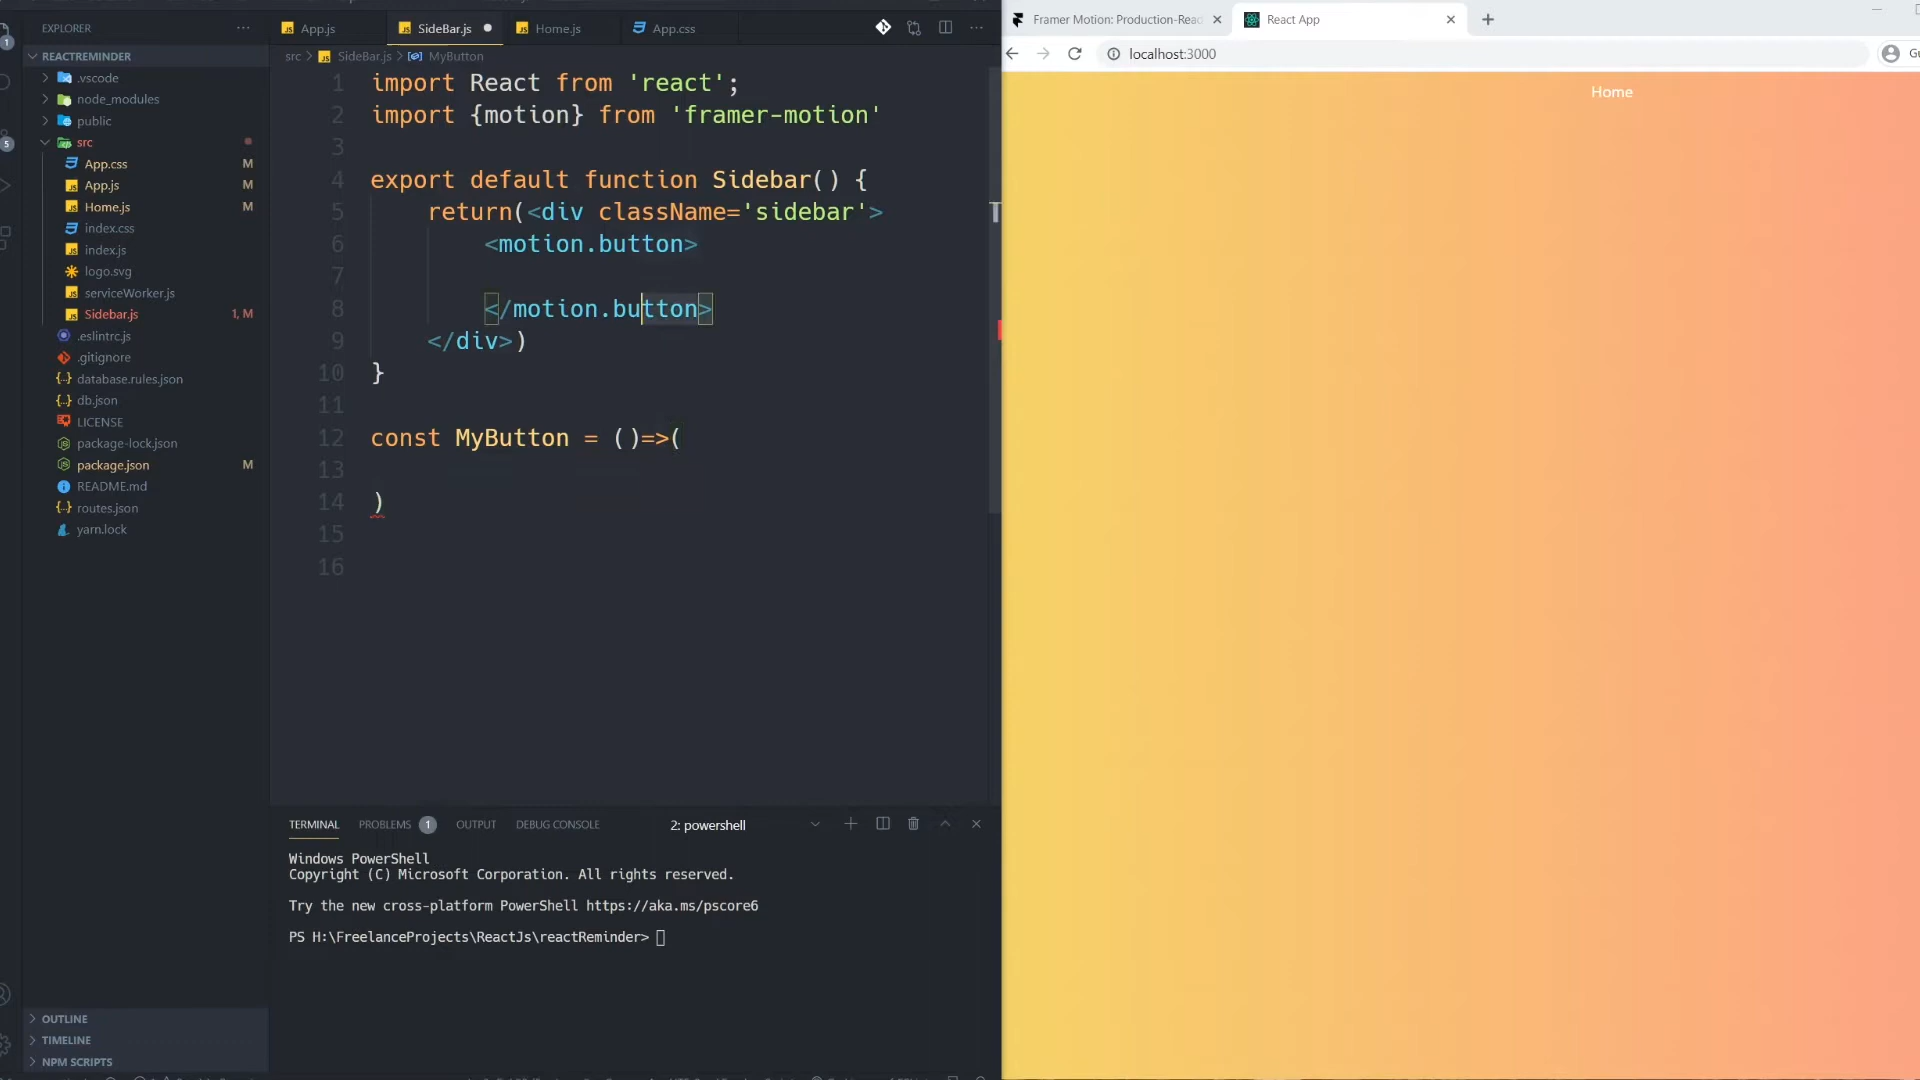 EXPLORER
REACTREMINDER
.vscode
node_modules
public
src
App.css M
App.js M
Home.js M
index.css
index.js
logo.svg
serviceWorker.js
Sidebar.js 1, M
.eslintrc.js
.gitignore
database.rules.json
db.json
LICENSE
package-lock.json
package.json M
README.md
routes.json
yarn.lock
OUTLINE
TIMELINE
NPM SCRIPTS
1
5
App.js
SideBar.js
Home.js
App.css
src > SideBar.js > MyButton
1 import React from 'react';
2 import {motion} from 'framer-motion'
3
4 export default function Sidebar() {
5 return(<div className='sidebar'>
6 <motion.button>
7
8 </motion.button>
9 </div>)
10 }
11
12 const MyButton = ()=>(
13
14 )
15
16
TERMINAL PROBLEMS 1 OUTPUT DEBUG CONSOLE 2: powershell
Windows PowerShell
Copyright (C) Microsoft Corporation. All rights reserved.
Try the new cross-platform PowerShell https://aka.ms/pscore6
PS H:\FreelanceProjects\ReactJs\reactReminder>
Framer Motion: Production-Read
React App
localhost:3000
Gu
Home